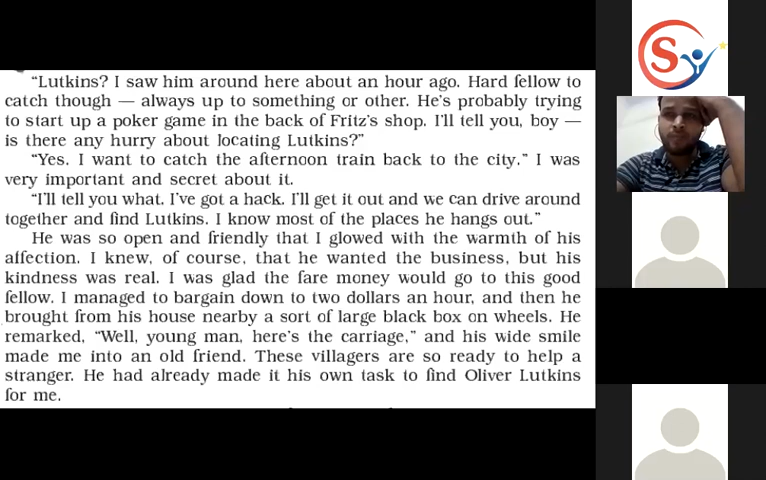 “Lutkins? I saw him around here about an hour ago. Hard fellow to
catch though — always up to something or other. He’s probably trying
to start up a poker game in the back of Fritz’s shop. I’ll tell you, boy —
is there any hurry about locating Lutkins?”
“Yes. I want to catch the afternoon train back to the city.” I was
very important and secret about it.
“I’ll tell you what. I’ve got a hack. I’ll get it out and we can drive around
together and find Lutkins. I know most of the places he hangs out.”
He was so open and friendly that I glowed with the warmth of his
affection. I knew, of course, that he wanted the business, but his
kindness was real. I was glad the fare money would go to this good
fellow. I managed to bargain down to two dollars an hour, and then he
brought from his house nearby a sort of large black box on wheels. He
remarked, “Well, young man, here’s the carriage,” and his wide smile
made me into an old friend. These villagers are so ready to help a
stranger. He had already made it his own task to find Oliver Lutkins
for me.
S